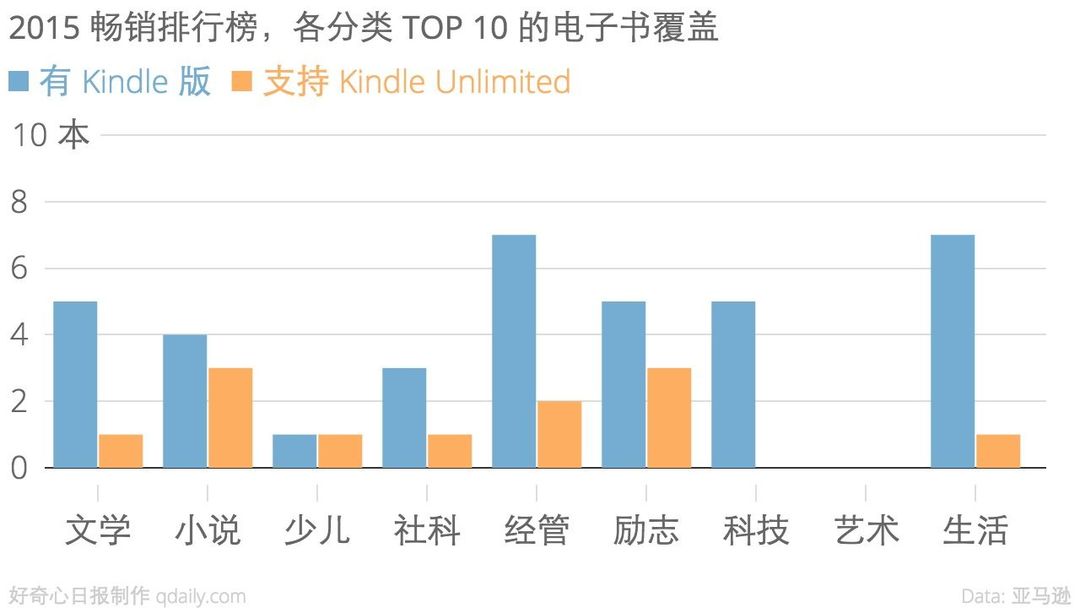 2015 畅销排行榜，各分类 TOP 10 的电子书覆盖
有 Kindle 版 支持 Kindle Unlimited
10 本
8
6
4
2
0
文学 小说 少儿 社科 经管 励志 科技 艺术 生活
好奇心日报制作 qdaily.com Data: 亚马逊